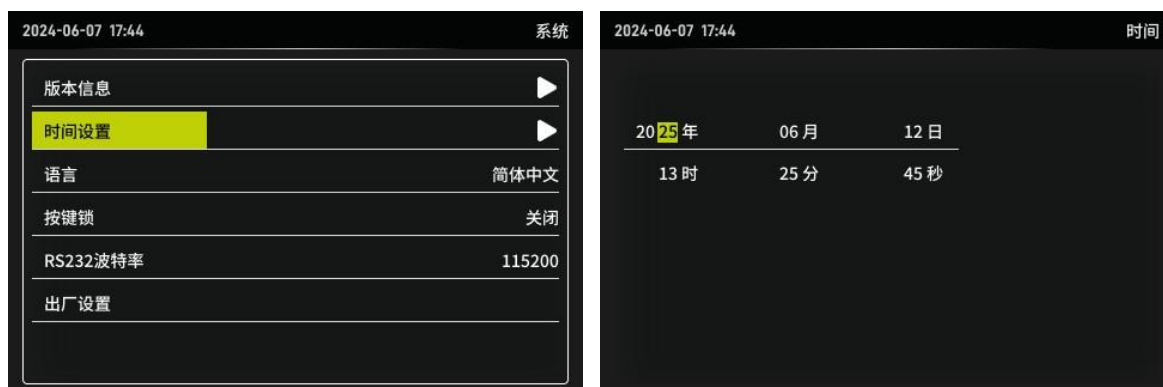 2024-06-07 17:44 系统
版本信息
时间设置
语言 简体中文
按键锁 关闭
RS232波特率 115200
出厂设置
2024-06-07 17:44 时间
2025年 06月 12日
13时 25分 45秒